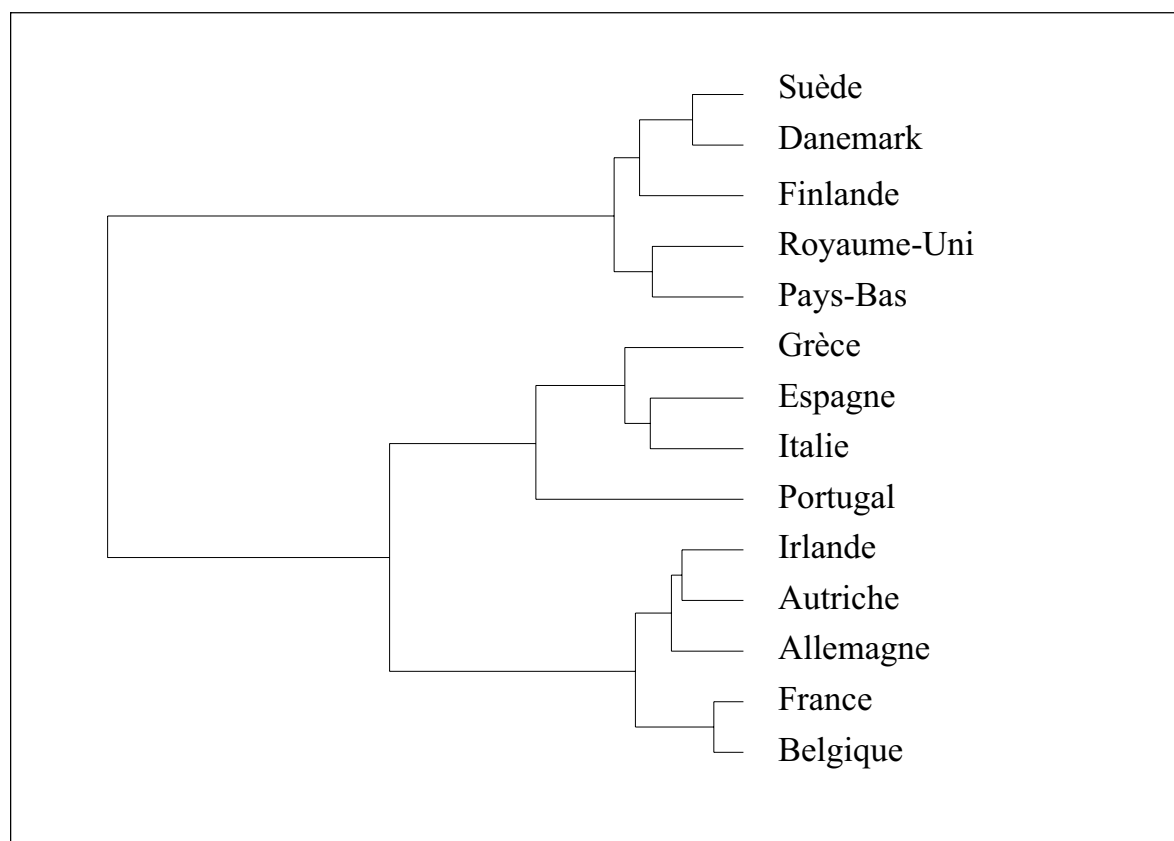 Suède
Danemark
Finlande
Royaume-Uni
Pays-Bas
Grèce
Espagne
Italie
Portugal
Irlande
Autriche
Allemagne
France
Belgique